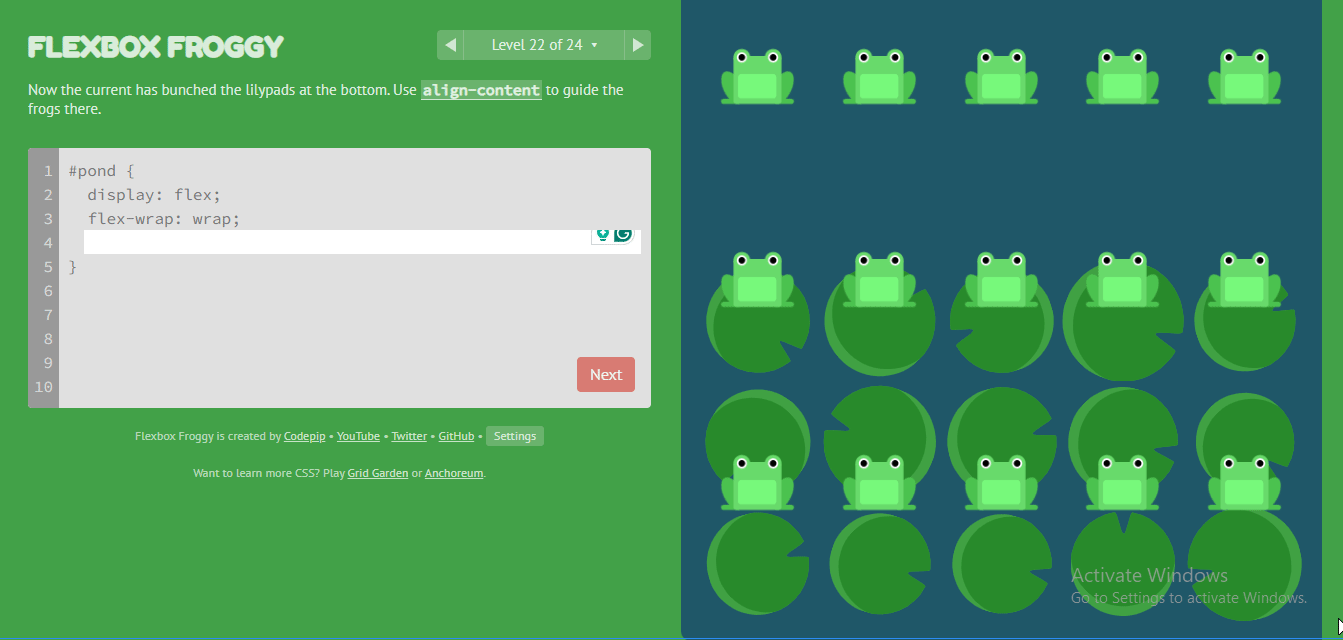 FLEXBOX FROGGY
Level 22 of 24
Now the current has bunched the lilypads at the bottom. Use align-content to guide the
frogs there.
1 #pond {
2 display: flex;
3 flex-wrap: wrap;
4
5 }
6
7
8
9
10
Next
Flexbox Froggy is created by Codepip • YouTube • Twitter • GitHub • Settings
Want to learn more CSS? Play Grid Garden or Anchoreum.
Activate Windows
Go to Settings to activate Windows.